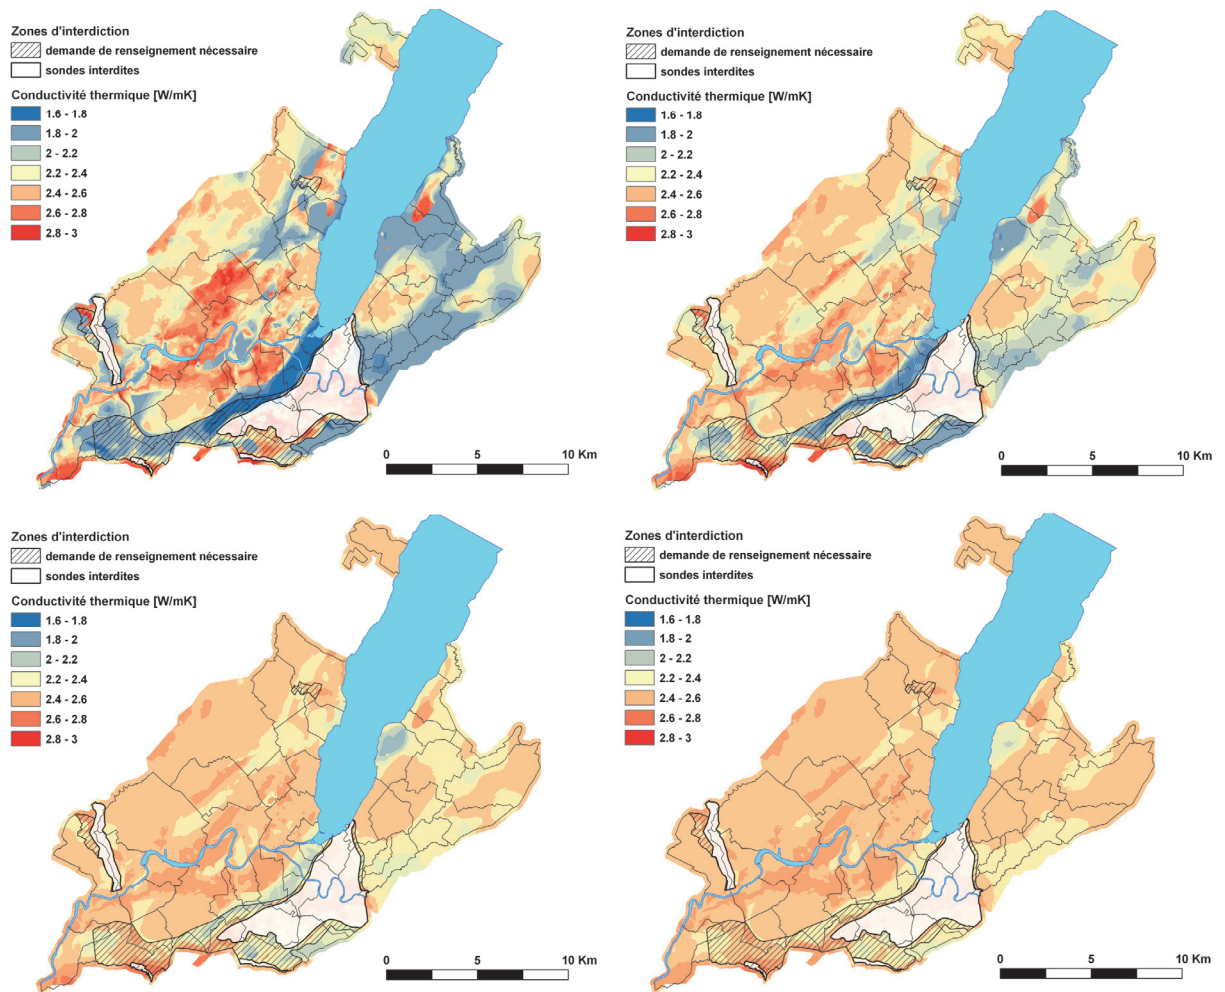 Zones d'interdiction
demande de renseignement nécessaire
sondes interdites
Conductivité thermique [W/mK]
1.6 - 1.8
1.8 - 2
2 - 2.2
2.2 - 2.4
2.4 - 2.6
2.6 - 2.8
2.8 - 3
0 5 10 Km
Zones d'interdiction
demande de renseignement nécessaire
sondes interdites
Conductivité thermique [W/mK]
1.6 - 1.8
1.8 - 2
2 - 2.2
2.2 - 2.4
2.4 - 2.6
2.6 - 2.8
2.8 - 3
0 5 10 Km
Zones d'interdiction
demande de renseignement nécessaire
sondes interdites
Conductivité thermique [W/mK]
1.6 - 1.8
1.8 - 2
2 - 2.2
2.2 - 2.4
2.4 - 2.6
2.6 - 2.8
2.8 - 3
0 5 10 Km
Zones d'interdiction
demande de renseignement nécessaire
sondes interdites
Conductivité thermique [W/mK]
1.6 - 1.8
1.8 - 2
2 - 2.2
2.2 - 2.4
2.4 - 2.6
2.6 - 2.8
2.8 - 3
0 5 10 Km